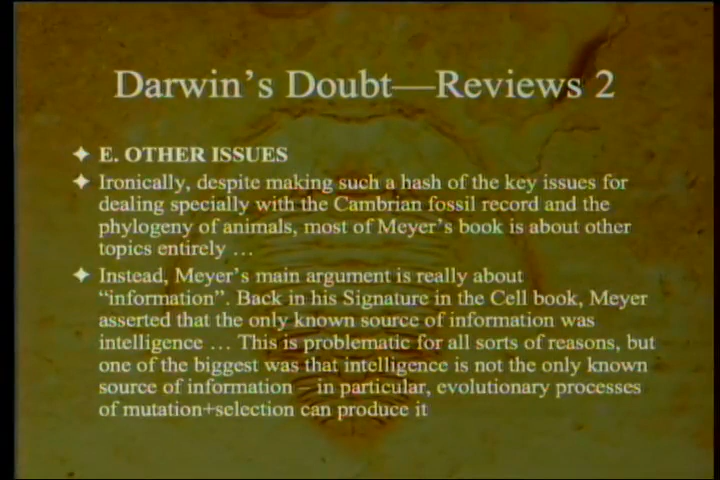 Darwin's Doubt—Reviews 2
E. OTHER ISSUES
Ironically, despite making such a hash of the key issues for
dealing specially with the Cambrian fossil record and the
phylogeny of animals, most of Meyer's book is about other
topics entirely …
Instead, Meyer's main argument is really about
“information”. Back in his Signature in the Cell book, Meyer
asserted that the only known source of information was
intelligence … This is problematic for all sorts of reasons, but
one of the biggest was that intelligence is not the only known
source of information – in particular, evolutionary processes
of mutation+selection can produce it